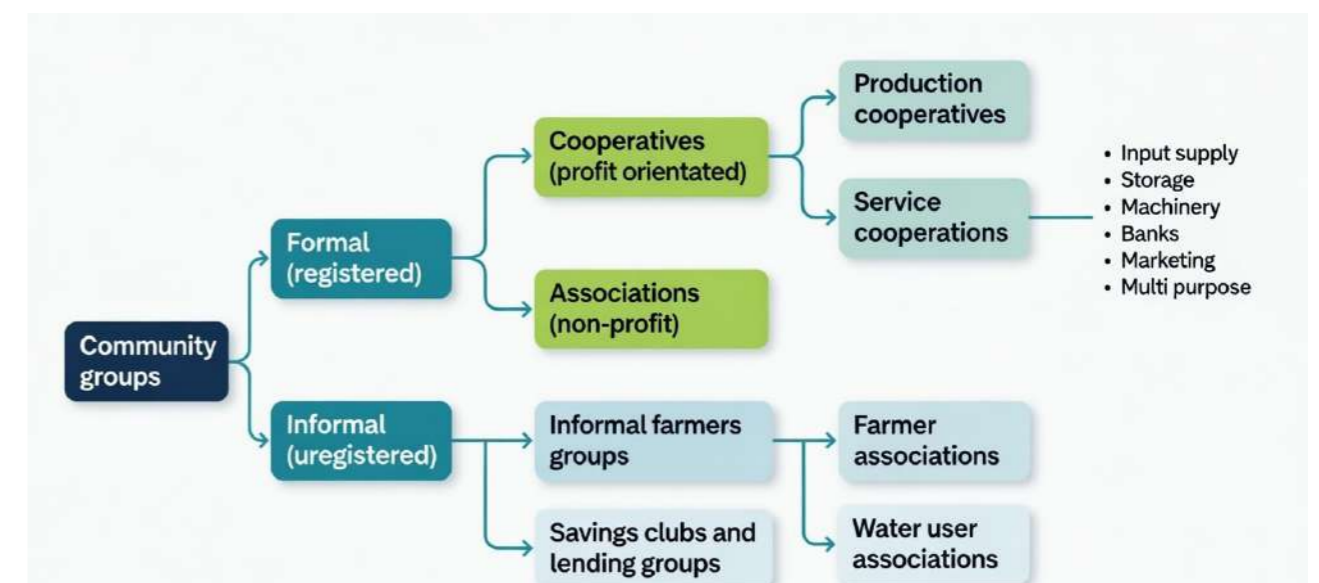 Community
groups
Formal
(registered)
Informal
(uregistered)
Cooperatives
(profit orientated)
Associations
(non-profit)
Informal farmers
groups
Savings clubs and
lending groups
Production
cooperatives
Service
cooperations
Farmer
associations
Water user
associations
• Input supply
• Storage
• Machinery
• Banks
• Marketing
• Multi purpose